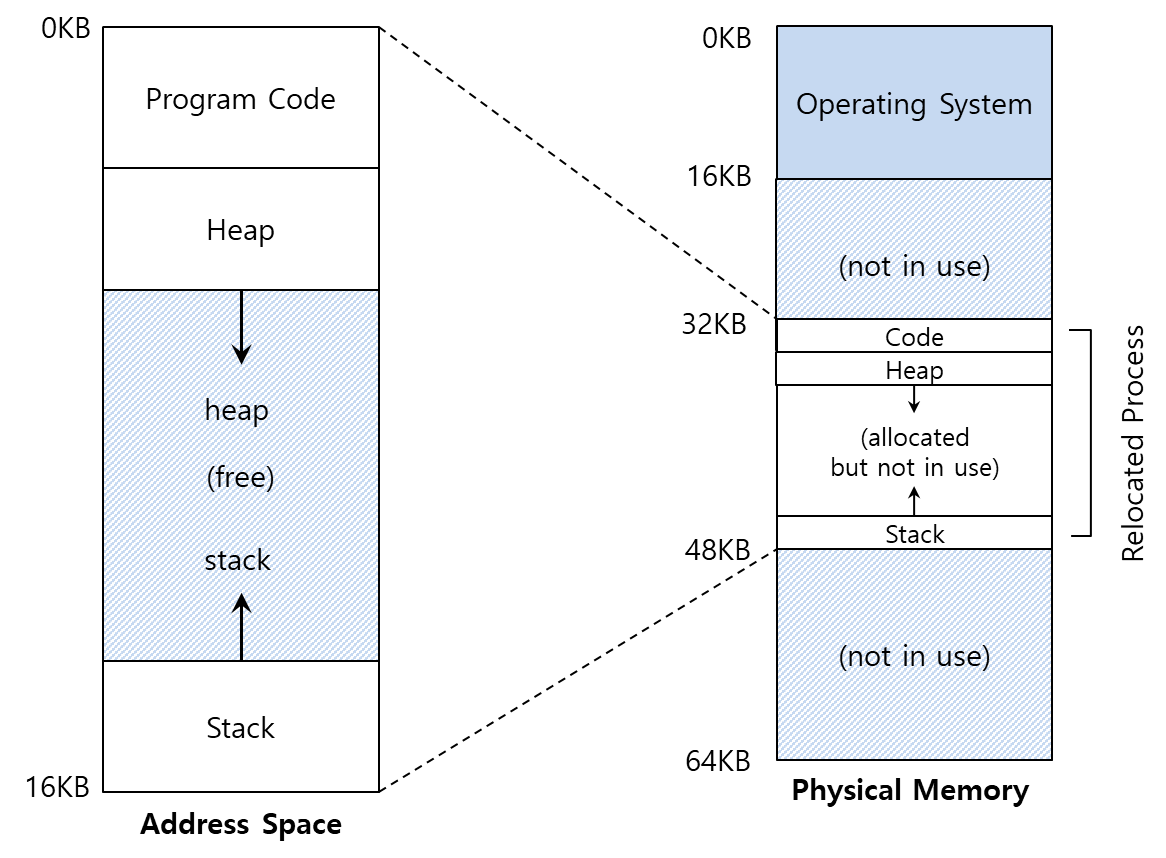 0KB
Program Code
Heap
heap
(free)
stack
Stack
16KB
Address Space
0KB
Operating System
16KB
(not in use)
32KB
Code
Heap
(allocated
but not in use)
Stack
48KB
(not in use)
64KB
Physical Memory
Relocated Process